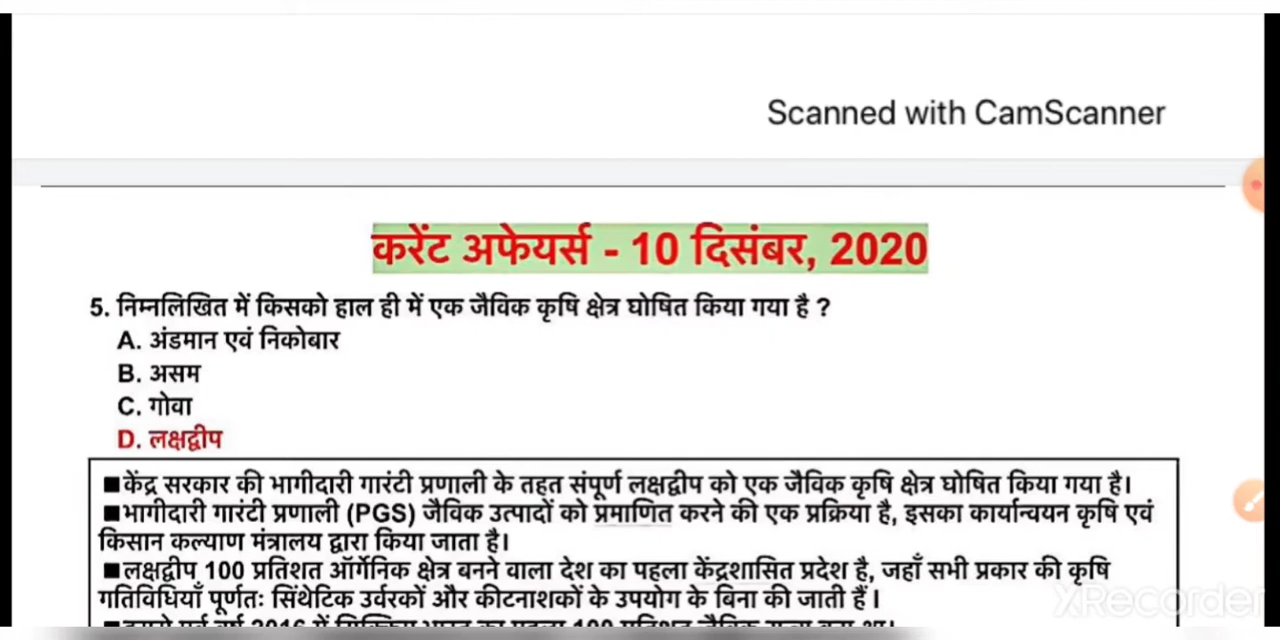 Scanned with CamScanner
करेंट अफेयर्स - 10 दिसंबर, 2020
5. निम्नलिखित में किसको हाल ही में एक जैविक कृषि क्षेत्र घोषित किया गया है ?
A. अंडमान एवं निकोबार
B. असम
C. गोवा
D. लक्षद्वीप
■केंद्र सरकार की भागीदारी गारंटी प्रणाली के तहत संपूर्ण लक्षद्वीप को एक जैविक कृषि क्षेत्र घोषित किया गया है।
■भागीदारी गारंटी प्रणाली (PGS) जैविक उत्पादों को प्रमाणित करने की एक प्रक्रिया है, इसका कार्यान्वयन कृषि एवं
किसान कल्याण मंत्रालय द्वारा किया जाता है।
■लक्षद्वीप 100 प्रतिशत ऑर्गेनिक क्षेत्र बनने वाला देश का पहला केंद्रशासित प्रदेश है, जहाँ सभी प्रकार की कृषि
गतिविधियाँ पूर्णतः सिंथेटिक उर्वरकों और कीटनाशकों के उपयोग के बिना की जाती हैं।
XRecorder